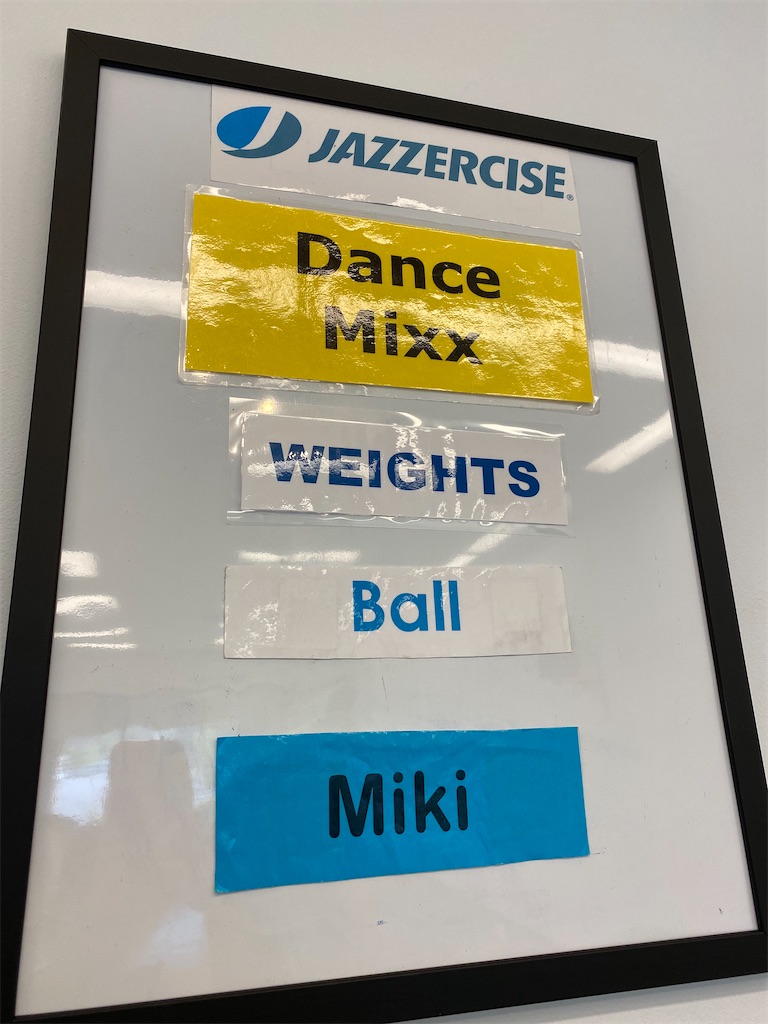 JAZZERCISE®
Dance
Mixx
WEIGHTS
Ball
Miki